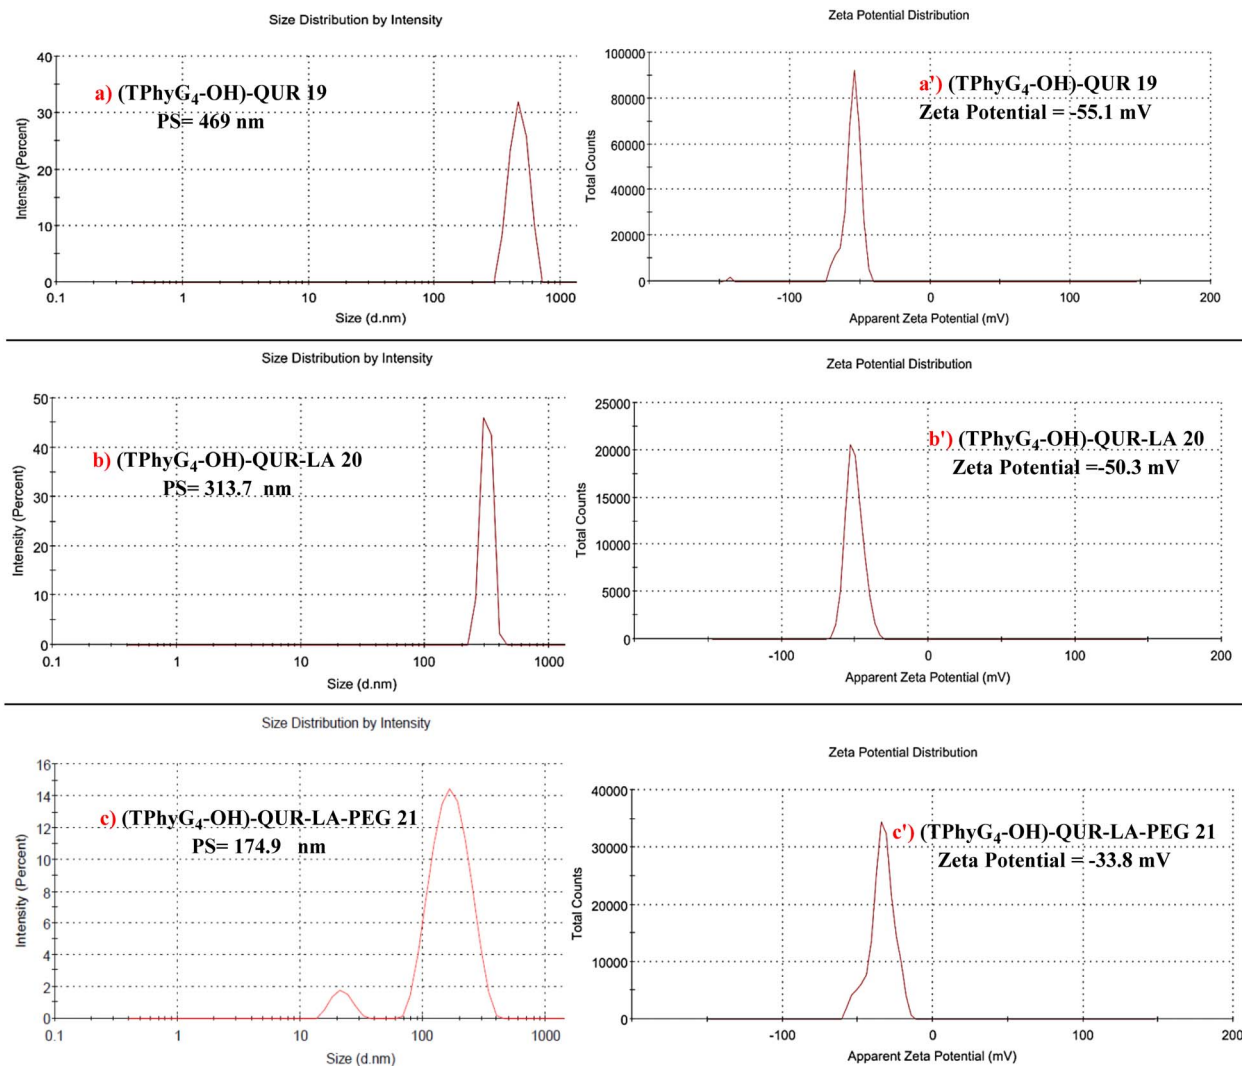 Size Distribution by Intensity
40
30
20
10
0
Intensity (Percent)
a) (TPhyG₄-OH)-QUR 19
PS= 469 nm
0.1 1 10 100 1000
Size (d.nm)
Zeta Potential Distribution
100000
80000
60000
40000
20000
0
Total Counts
a') (TPhyG₄-OH)-QUR 19
Zeta Potential = -55.1 mV
-100 0 100 200
Apparent Zeta Potential (mV)
Size Distribution by Intensity
50
40
30
20
10
0
Intensity (Percent)
b) (TPhyG₄-OH)-QUR-LA 20
PS= 313.7 nm
0.1 1 10 100 1000
Size (d.nm)
Zeta Potential Distribution
25000
20000
15000
10000
5000
0
Total Counts
b') (TPhyG₄-OH)-QUR-LA 20
Zeta Potential =-50.3 mV
-100 0 100 200
Apparent Zeta Potential (mV)
Size Distribution by Intensity
16
14
12
10
8
6
4
2
0
Intensity (Percent)
c) (TPhyG₄-OH)-QUR-LA-PEG 21
PS= 174.9 nm
0.1 1 10 100 1000
Size (d.nm)
Zeta Potential Distribution
40000
30000
20000
10000
0
Total Counts
c') (TPhyG₄-OH)-QUR-LA-PEG 21
Zeta Potential = -33.8 mV
-100 0 100 200
Apparent Zeta Potential (mV)